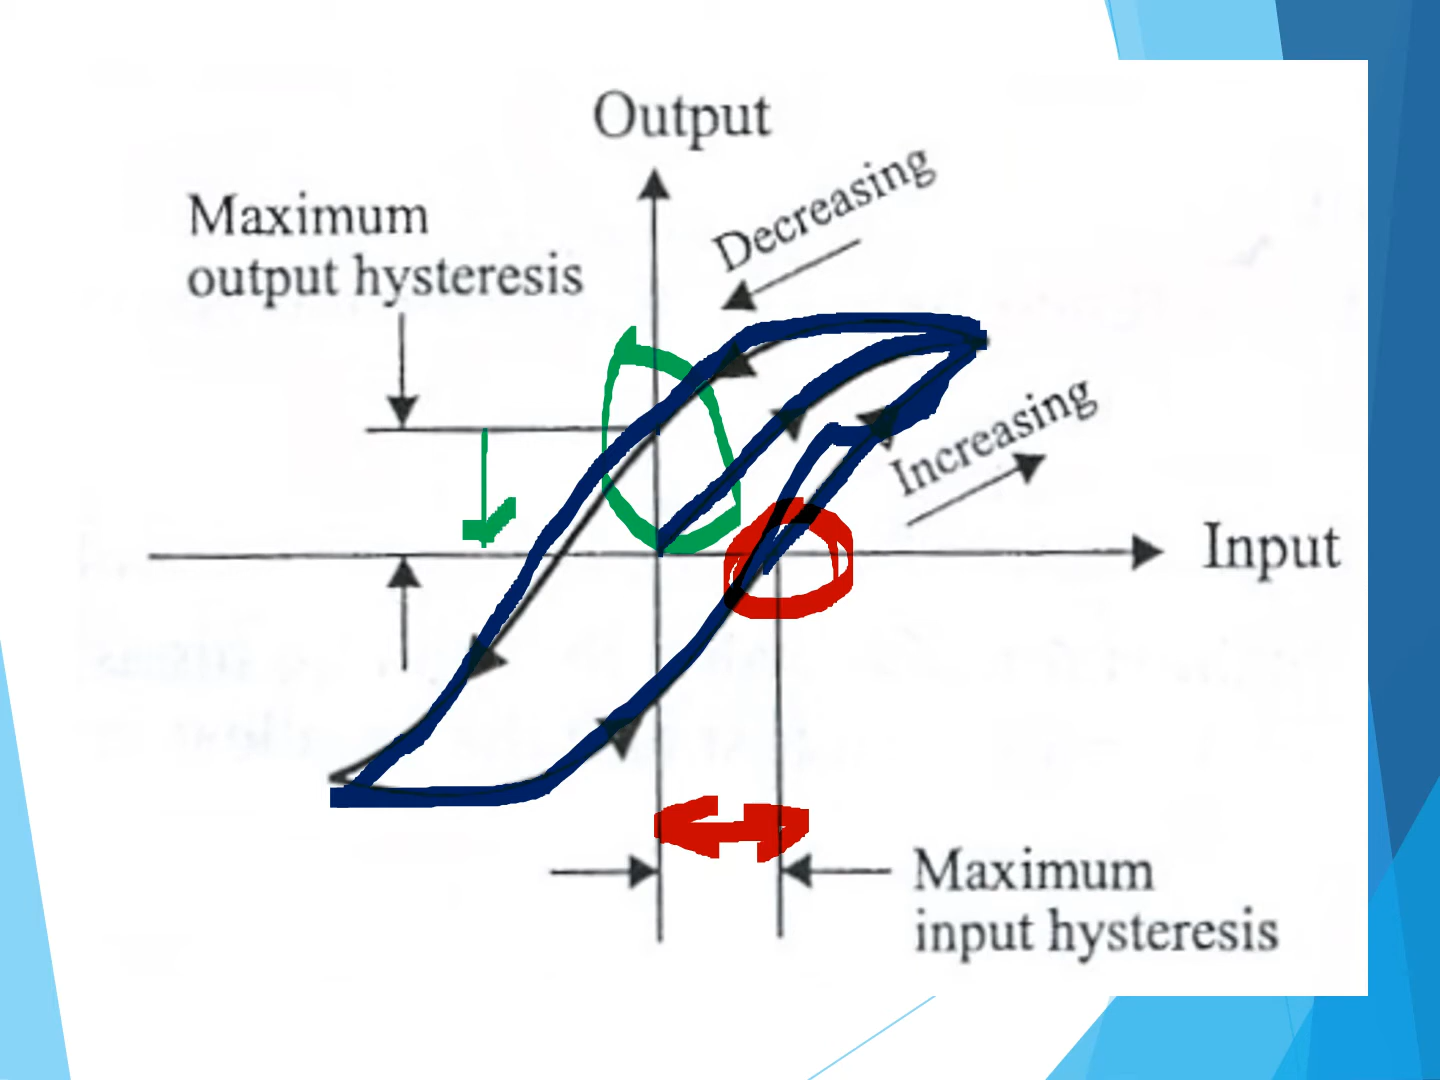 Output
Decreasing
Maximum
output hysteresis
Increasing
Input
Maximum
input hysteresis